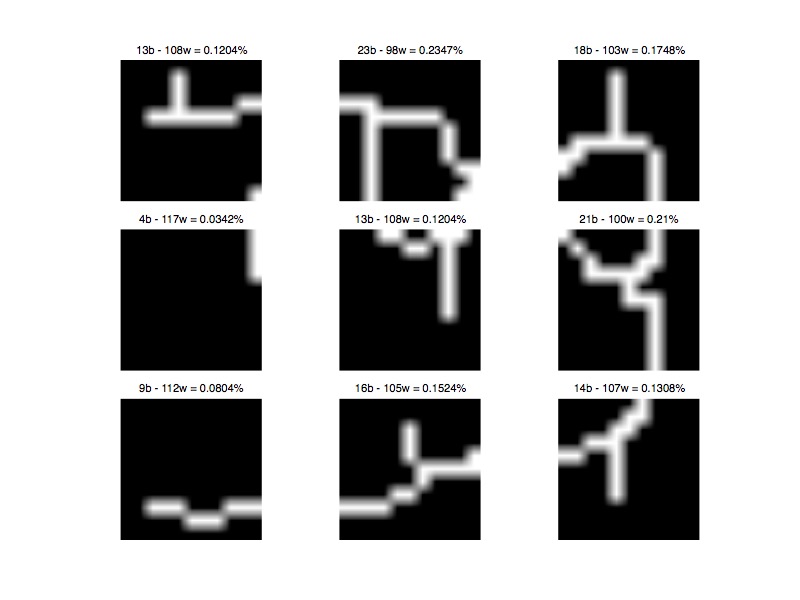 13b - 108w = 0.1204%
23b - 98w = 0.2347%
18b - 103w = 0.1748%
4b - 117w = 0.0342%
13b - 108w = 0.1204%
21b - 100w = 0.21%
9b - 112w = 0.0804%
16b - 105w = 0.1524%
14b - 107w = 0.1308%